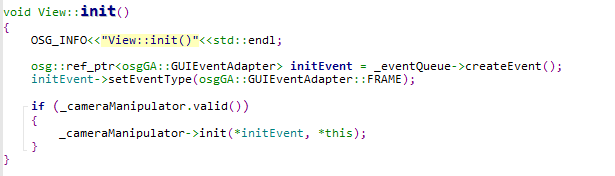 void View::init()
{
    OSG_INFO<<"View::init()"<<std::endl;
    osg::ref_ptr<osgGA::GUIEventAdapter> initEvent = _eventQueue->createEvent();
    initEvent->setEventType(osgGA::GUIEventAdapter::FRAME);
    if (_cameraManipulator.valid())
    {
        _cameraManipulator->init(*initEvent, *this);
    }
}